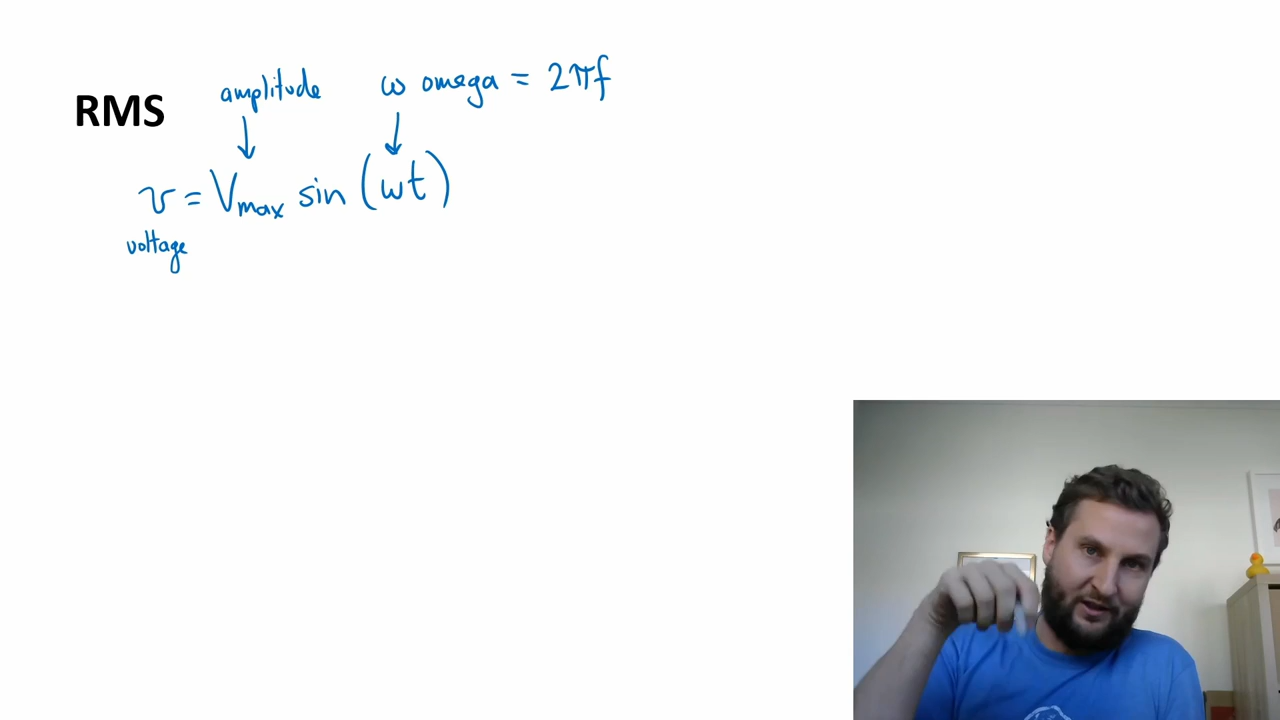 RMS
amplitude ω omega = 2πf
v = Vmax sin (ωt)
voltage